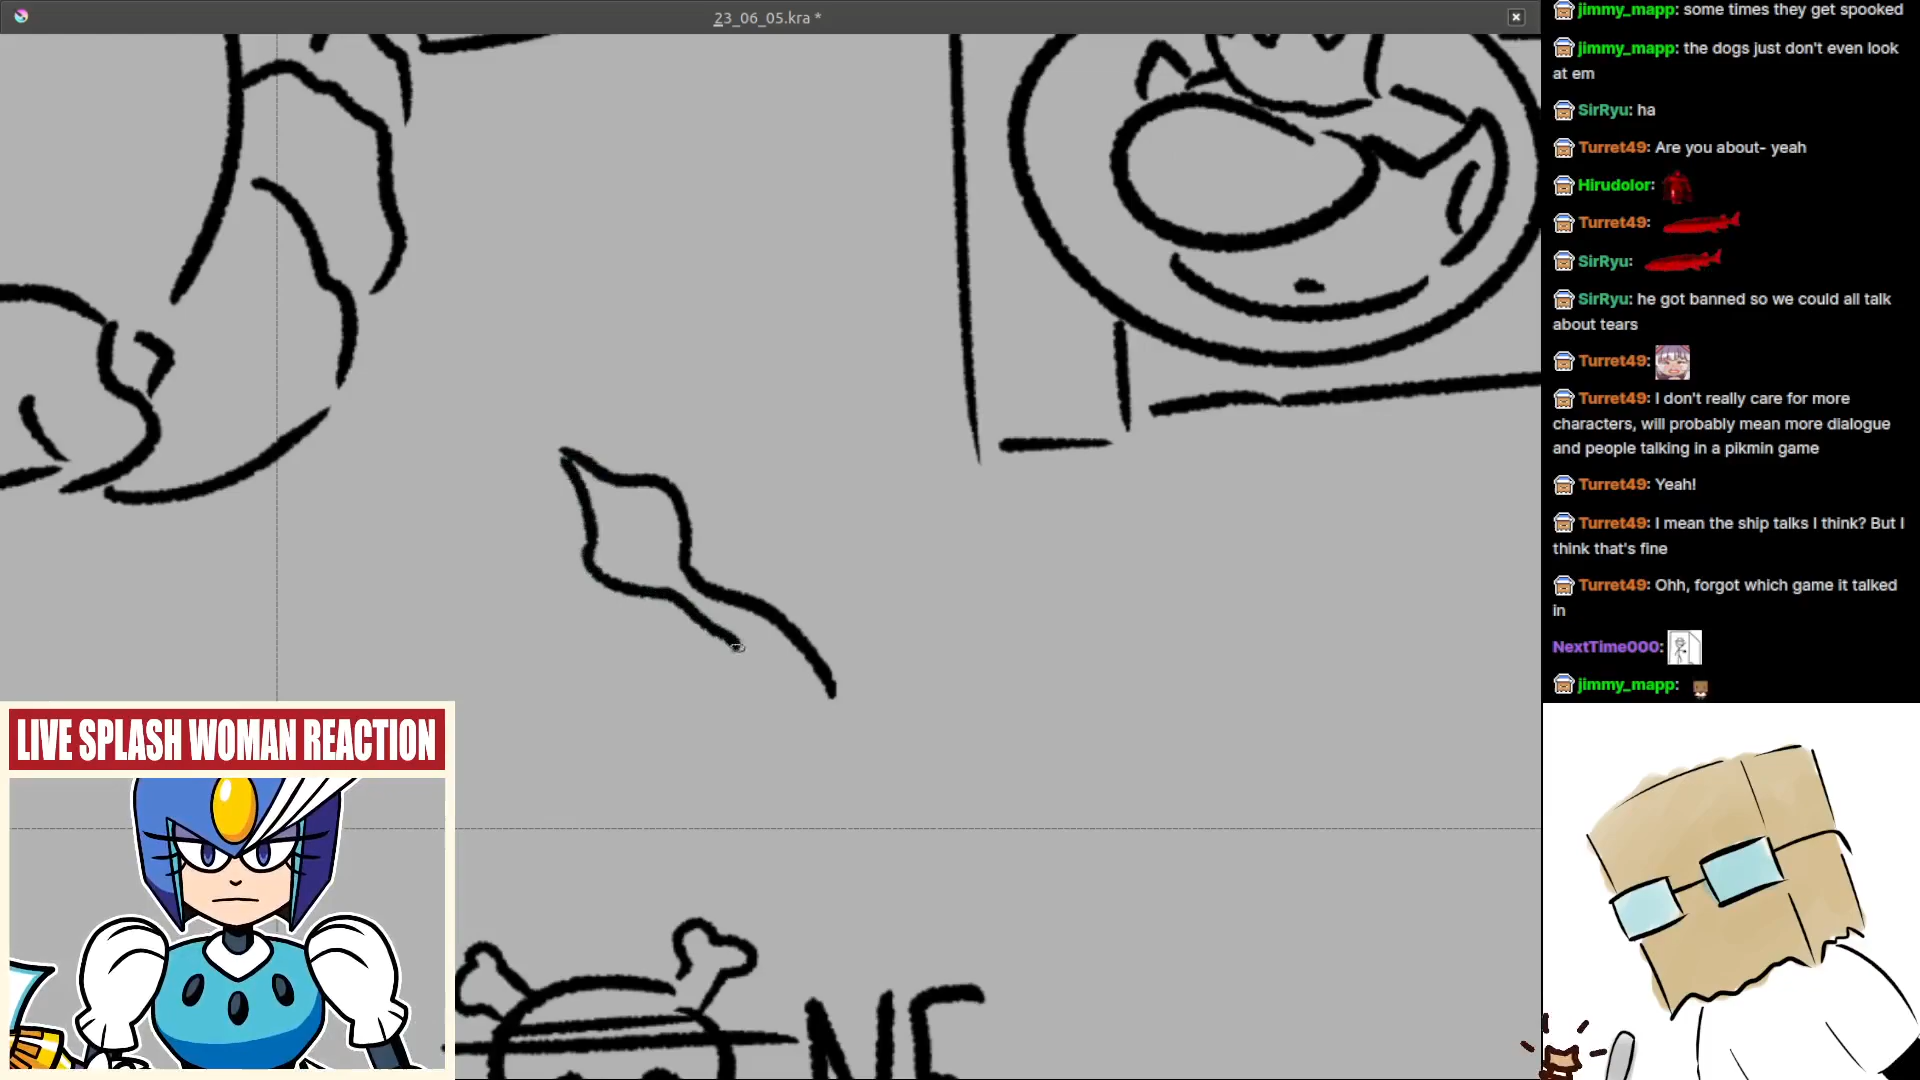 23_06_05.kra *
jimmy_mapp: some times they get spooked
jimmy_mapp: the dogs just don't even look
at em
SirRyu: ha
Turret49: Are you about- yeah
Hirudolor:
Turret49:
SirRyu:
SirRyu: he got banned so we could all talk
about tears
Turret49:
Turret49: I don't really care for more
characters, will probably mean more dialogue
and people talking in a pikmin game
Turret49: Yeah!
Turret49: I mean the ship talks I think? But I
think that's fine
Turret49: Ohh, forgot which game it talked
in
NextTime000:
jimmy_mapp:
LIVE SPLASH WOMAN REACTION